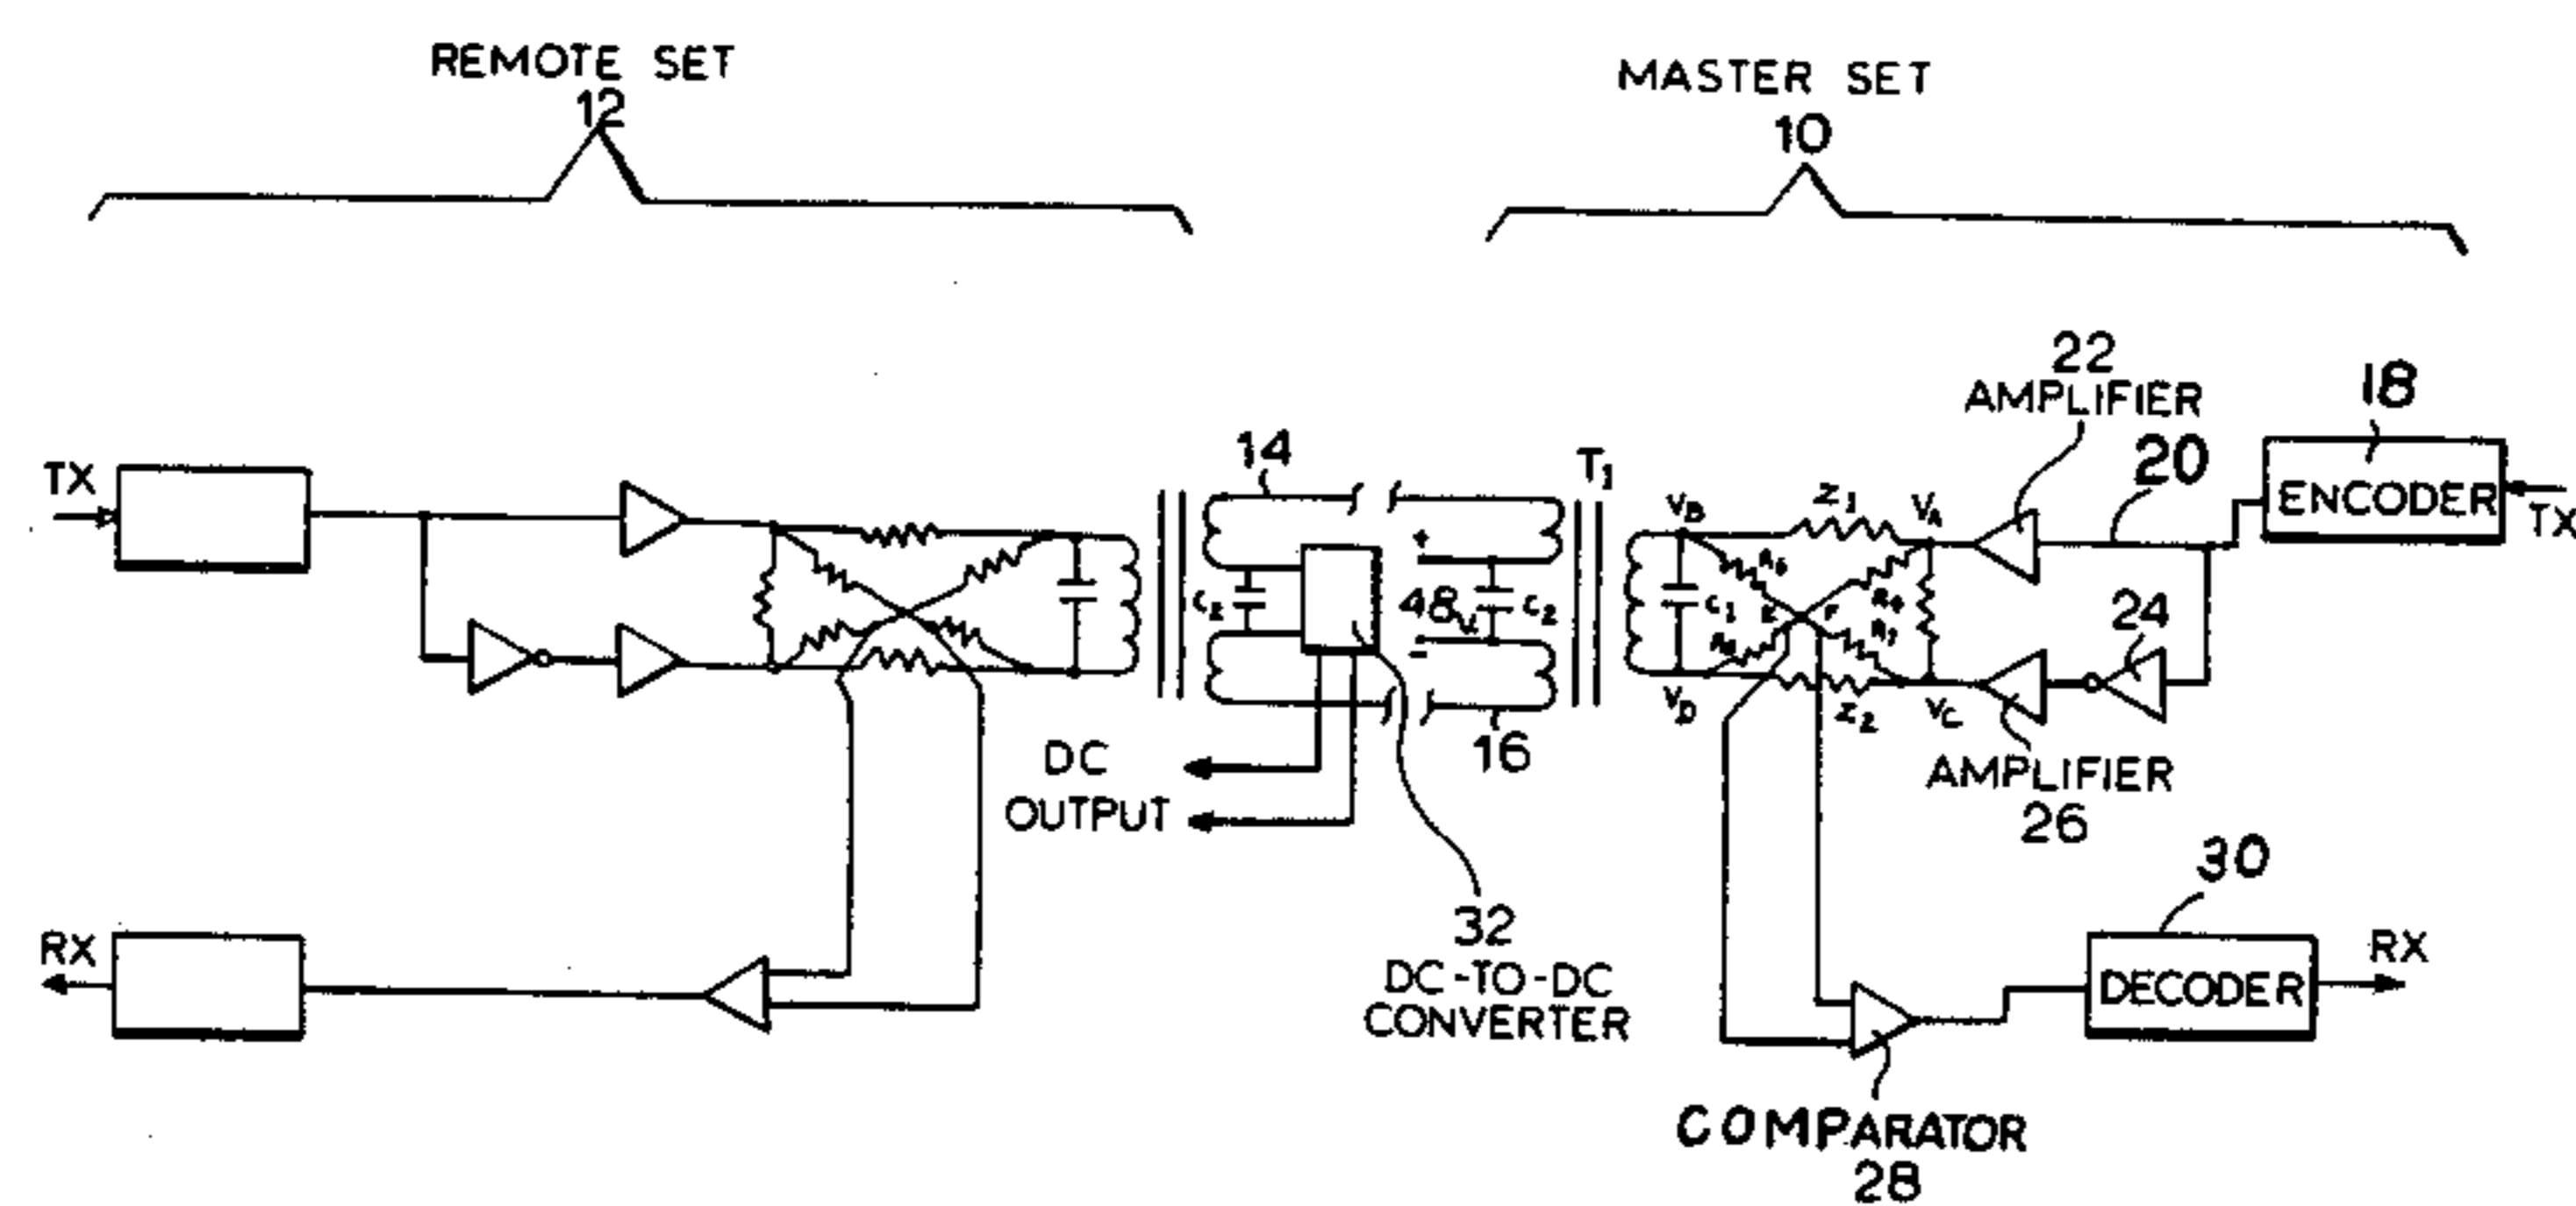 REMOTE SET
12
MASTER SET
10
22
AMPLIFIER
18
20
ENCODER
TX
TX
14
T1
VB
Z1
VA
+
48V.
-
C2
C2
C1
R6
E
F
R7
24
VD
Z2
VC
16
DC
OUTPUT
AMPLIFIER
26
30
RX
32
DC-TO-DC
CONVERTER
DECODER
RX
COMPARATOR
28